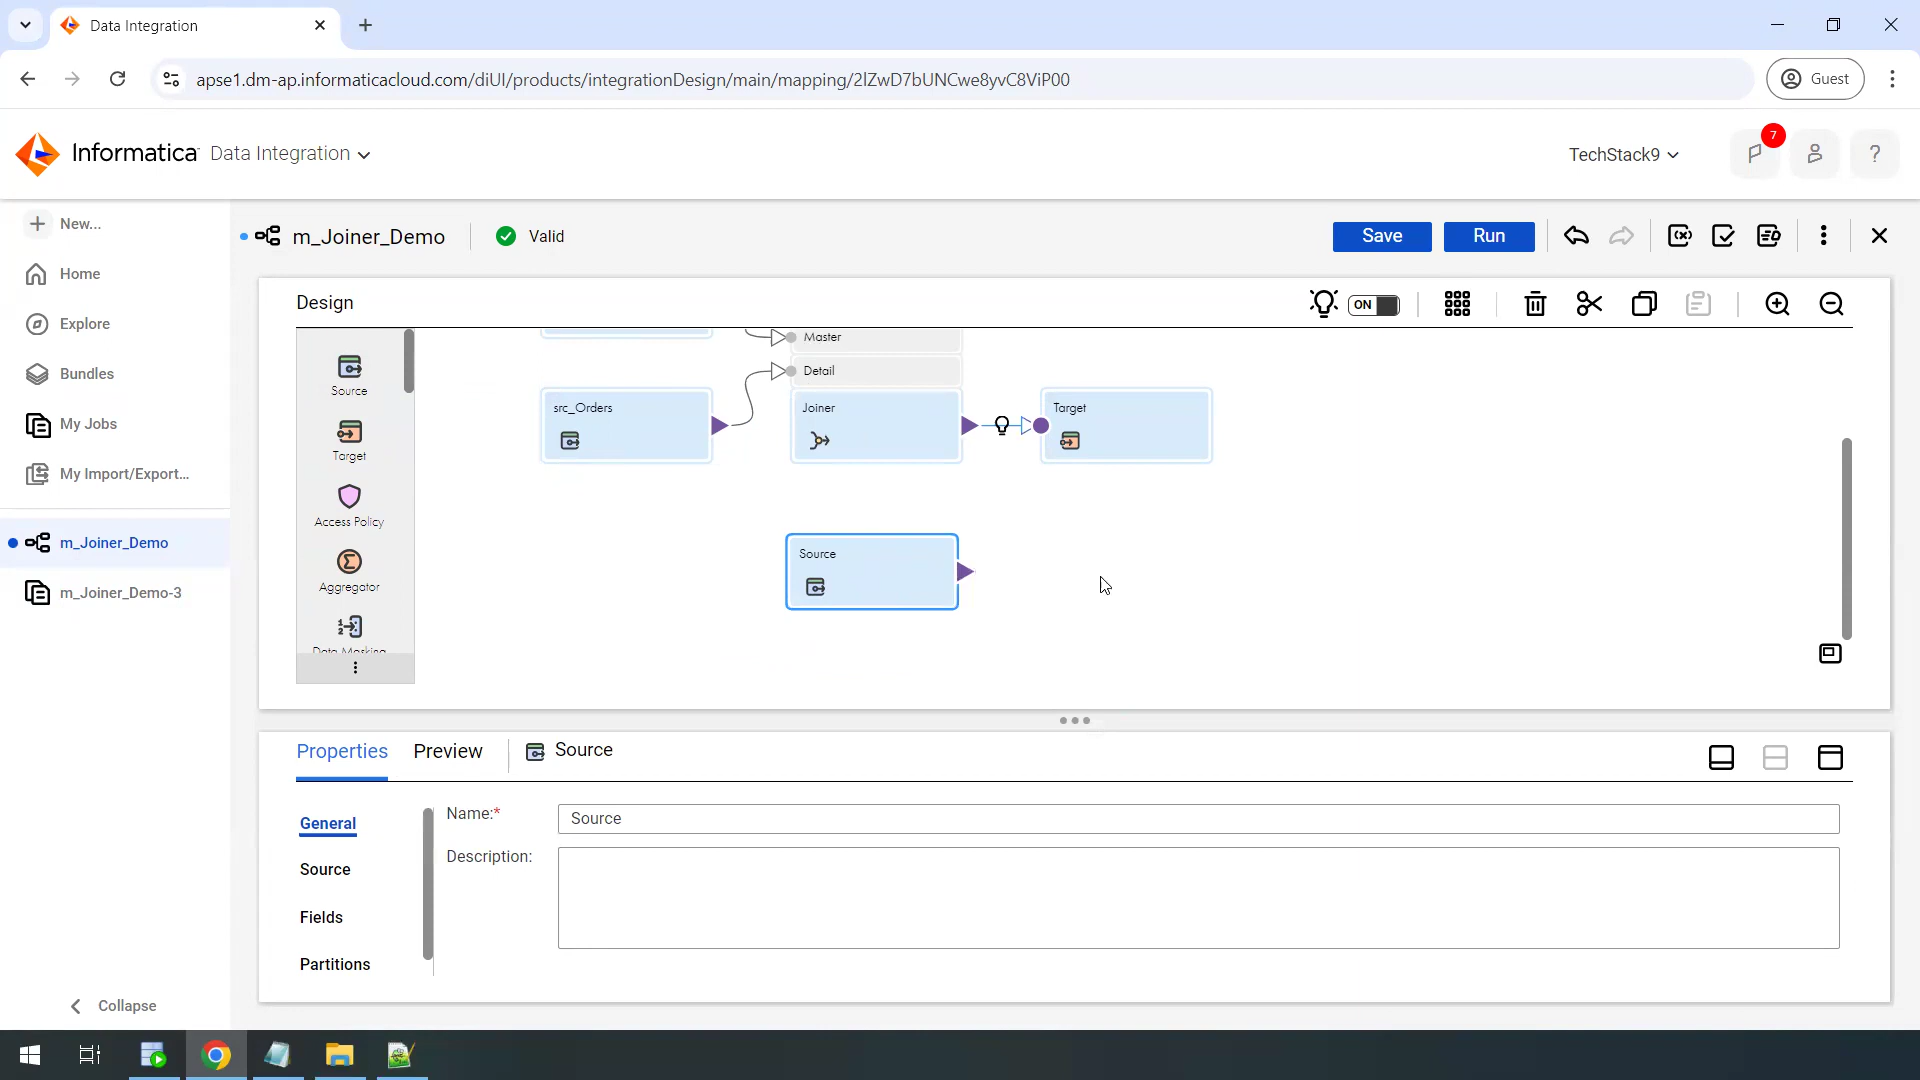 Data Integration
apse1.dm-ap.informaticacloud.com/diUI/products/integrationDesign/main/mapping/2lZwD7bUNCwe8yvC8ViP00
Guest
Informatica Data Integration
TechStack9
7
?
New...
Home
Explore
Bundles
My Jobs
My Import/Export...
m_Joiner_Demo
m_Joiner_Demo-3
Collapse
m_Joiner_Demo
Valid
Save
Run
Design
ON
Source
Target
Access Policy
Aggregator
Data Masking
Master
Detail
src_Orders
Joiner
Target
Source
Properties
Preview
Source
General
Source
Fields
Partitions
Name:*
Source
Description: